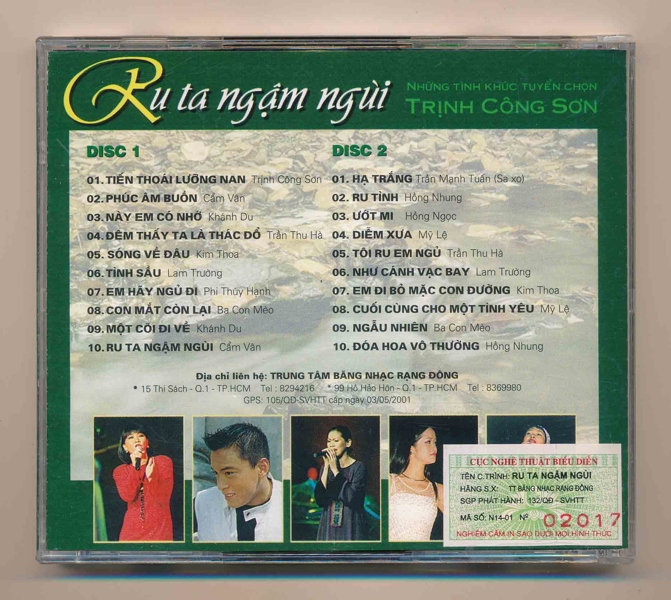 Ru ta ngậm ngùi
NHỮNG TÌNH KHÚC TUYỂN CHỌN
TRỊNH CÔNG SƠN
DISC 1
01. TIẾN THOÁI LƯỠNG NAN Trịnh Công Sơn
02. PHÚC ÂM BUỒN Cẩm Vân
03. NÀY EM CÓ NHỚ Khánh Du
04. ĐÊM THẤY TA LÀ THÁC ĐỔ Trần Thu Hà
05. SÓNG VỀ ĐÂU Kim Thoa
06. TÌNH SẦU Lam Trường
07. EM HÃY NGỦ ĐI Phi Thúy Hạnh
08. CON MẮT CÒN LẠI Ba Con Mèo
09. MỘT CÕI ĐI VỀ Khánh Du
10. RU TA NGẬM NGÙI Cẩm Vân
DISC 2
01. HẠ TRẮNG Trần Mạnh Tuấn (Sa xo)
02. RU TÌNH Hồng Nhung
03. ƯỚT MI Hồng Ngọc
04. DIỄM XƯA Mỹ Lệ
05. TÔI RU EM NGỦ Trần Thu Hà
06. NHƯ CÁNH VẠC BAY Lam Trường
07. EM ĐI BỎ MẶC CON ĐƯỜNG Kim Thoa
08. CUỐI CÙNG CHO MỘT TÌNH YÊU Mỹ Lệ
09. NGẪU NHIÊN Ba Con Mèo
10. ĐÓA HOA VÔ THƯỜNG Hồng Nhung
Địa chỉ liên hệ: TRUNG TÂM BĂNG NHẠC RẠNG ĐÔNG
* 15 Thi Sách - Q.1 - TP.HCM Tel : 8294216 * 99 Hồ Hảo Hớn - Q.1 - TP.HCM Tel : 8369980
GPS: 105/QĐ-SVHTT cấp ngày 03/05/2001
CỤC NGHỆ THUẬT BIỂU DIỄN
TÊN C.TRÌNH: RU TA NGẬM NGÙI
HÃNG S.X: TT BĂNG NHẠC RẠNG ĐÔNG
SGP PHÁT HÀNH: 132/QĐ - SVHTT
MÃ SỐ: N14-01 Nº 02017
NGHIÊM CẤM IN SAO DƯỚI MỌI HÌNH THỨC